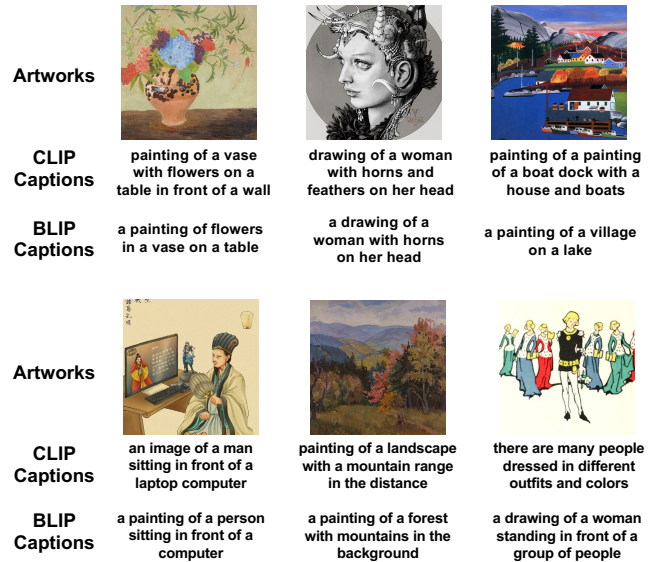 Artworks
CLIP
Captions
painting of a vase
with flowers on a
table in front of a wall
drawing of a woman
with horns and
feathers on her head
painting of a painting
of a boat dock with a
house and boats
BLIP
Captions
a painting of flowers
in a vase on a table
a drawing of a
woman with horns
on her head
a painting of a village
on a lake
Artworks
CLIP
Captions
an image of a man
sitting in front of a
laptop computer
painting of a landscape
with a mountain range
in the distance
there are many people
dressed in different
outfits and colors
BLIP
Captions
a painting of a person
sitting in front of a
computer
a painting of a forest
with mountains in the
background
a drawing of a woman
standing in front of a
group of people